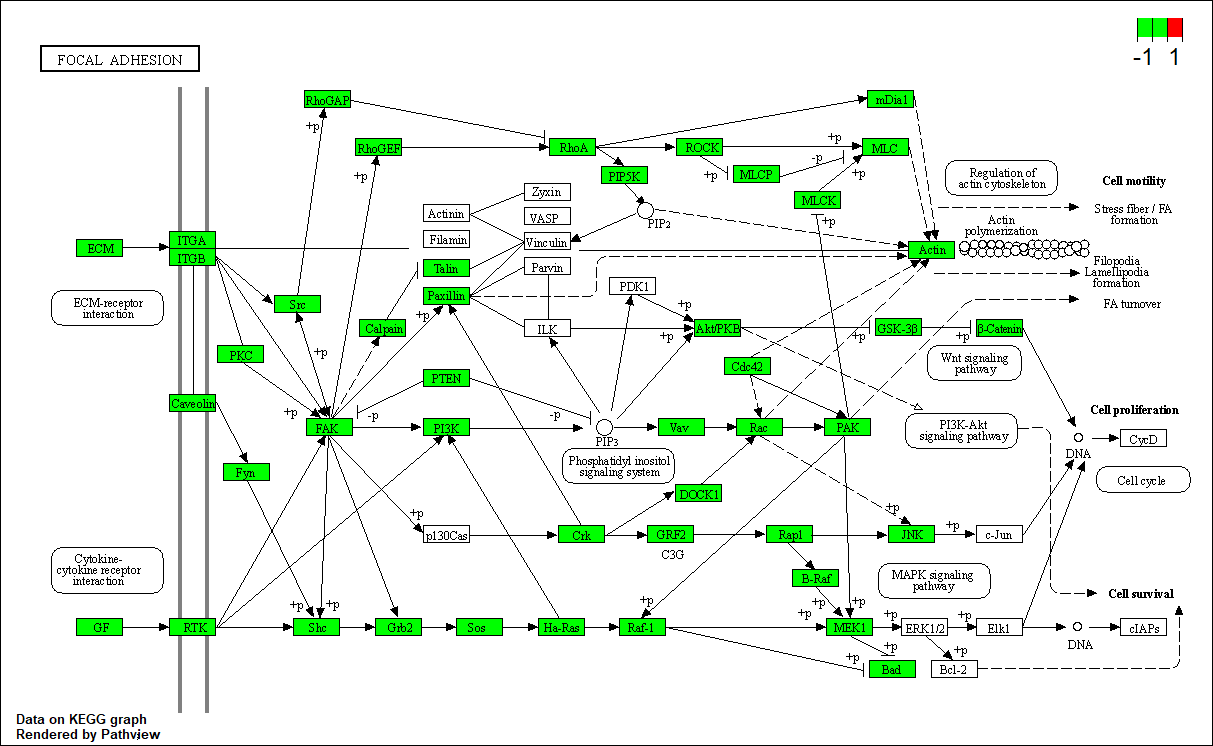 -1 1
FOCAL ADHESION
RhoGAP
mDia1
+p
RhoGEF
RhoA
ROCK
+p
MLC
+p
PIP5K
+p
MLCP
-p
+p
MLCK
+p
Regulation of
actin cytoskeleton
Cell motility
Stress fiber / FA
formation
Zyxin
Actinin
VASP
PIP2
Filamin
Vinculin
Actin
polymerization
ECM
ITGA
ITGB
Actin
Talin
Parvin
Filopodia
Lamellipodia
formation
ECM-receptor
interaction
Src
Paxillin
PDK1
+p
FA turnover
Calpain
+p
ILK
+p
Akt/PKB
+p
GSK-3β
+p
β-Catenin
PKC
+p
Wnt signaling
pathway
Cdc42
PTEN
Caveolin
+p
-p
-p
Cell proliferation
FAK
PI3K
PIP3
Vav
Rac
PAK
PI3K-Akt
signaling pathway
DNA
CycD
Fyn
Phosphatidyl inositol
signaling system
Cell cycle
DOCK1
+p
+p
p130Cas
Crk
GRF2
C3G
Rap1
JNK
+p
c-Jun
Cytokine-
cytokine receptor
interaction
B-Raf
MAPK signaling
pathway
Cell survival
+p
+p
+p
+p
+p
+p
+p
+p
GF
RTK
Shc
Grb2
Sos
Ha-Ras
Raf-1
MEK1
ERK1/2
Elk1
DNA
cIAPs
+p
+p
+p
Bad
Bcl-2
Data on KEGG graph
Rendered by Pathview